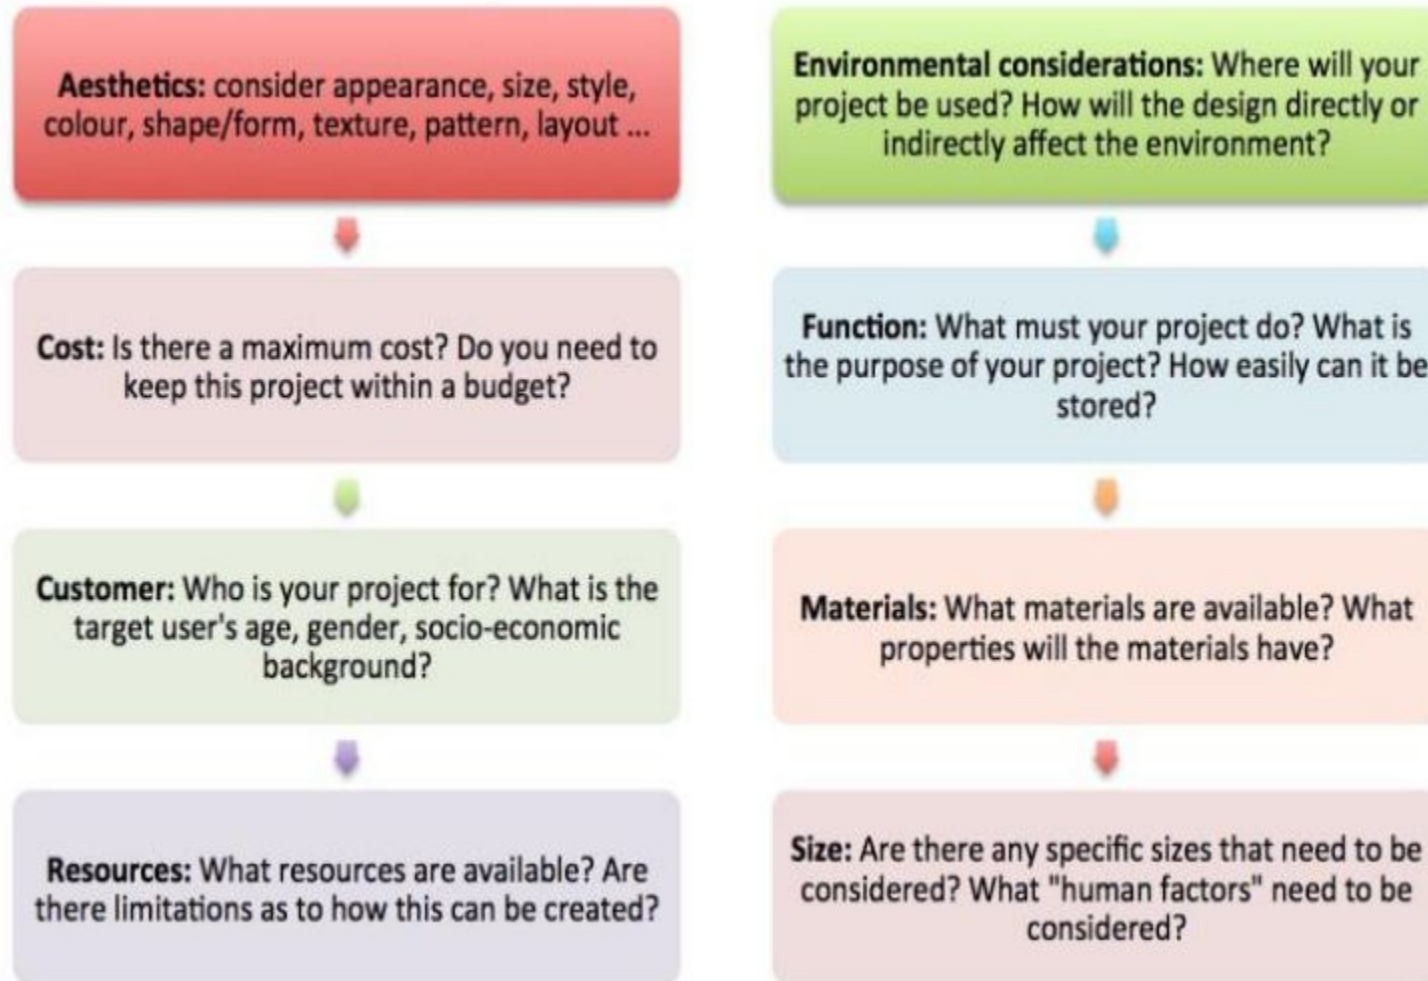 Aesthetics: consider appearance, size, style,
colour, shape/form, texture, pattern, layout ...
Cost: Is there a maximum cost? Do you need to
keep this project within a budget?
Customer: Who is your project for? What is the
target user's age, gender, socio-economic
background?
Resources: What resources are available? Are
there limitations as to how this can be created?
Environmental considerations: Where will your
project be used? How will the design directly or
indirectly affect the environment?
Function: What must your project do? What is
the purpose of your project? How easily can it be
stored?
Materials: What materials are available? What
properties will the materials have?
Size: Are there any specific sizes that need to be
considered? What "human factors" need to be
considered?